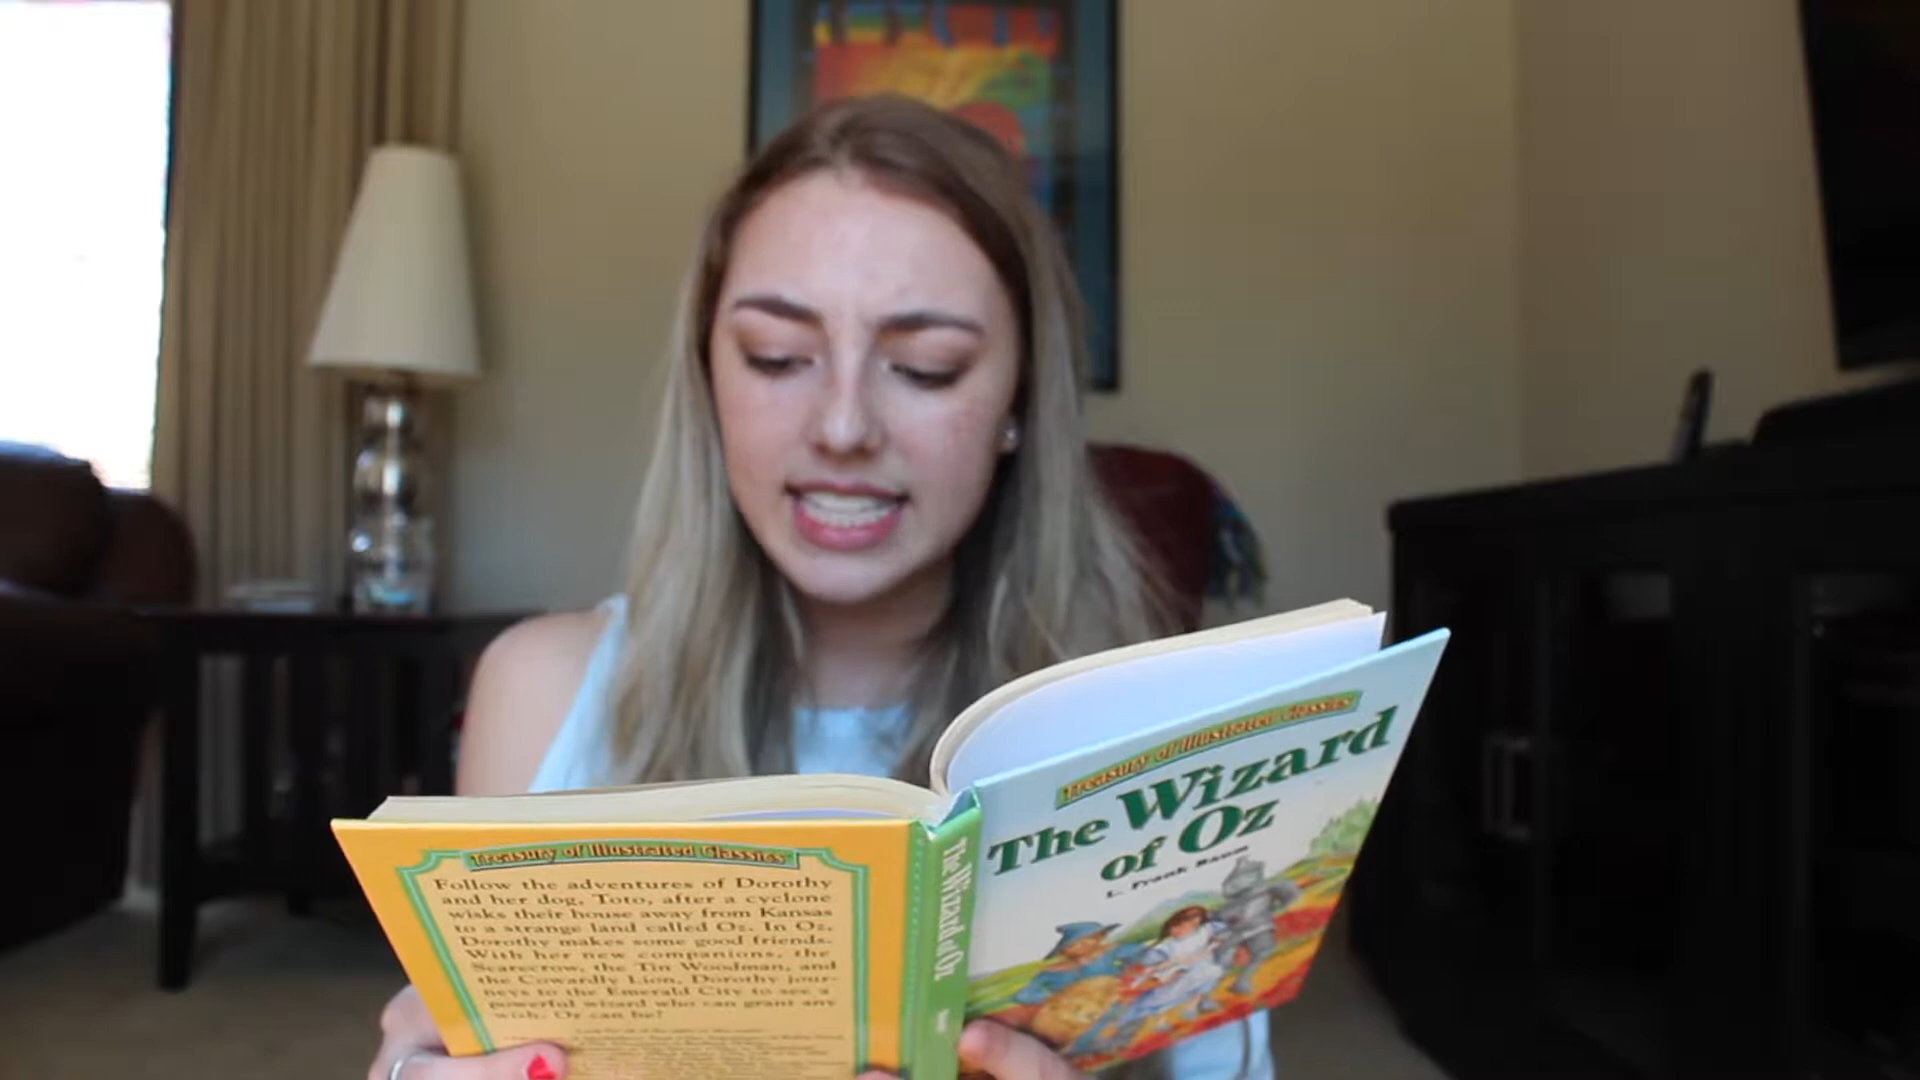 Treasury of Illustrated Classics
Follow the adventures of Dorothy
and her dog, Toto, after a cyclone
wisks their house away from Kansas
to a strange land called Oz. In Oz,
Dorothy makes some good friends.
With her new companions, the
Scarecrow, the Tin Woodman, and
the Cowardly Lion, Dorothy jour-
neys to the Emerald City to see a
powerful wizard who can grant any
wish. Or can he?
The Wizard of Oz
Treasury of Illustrated Classics
The Wizard
of Oz
L. Frank Baum